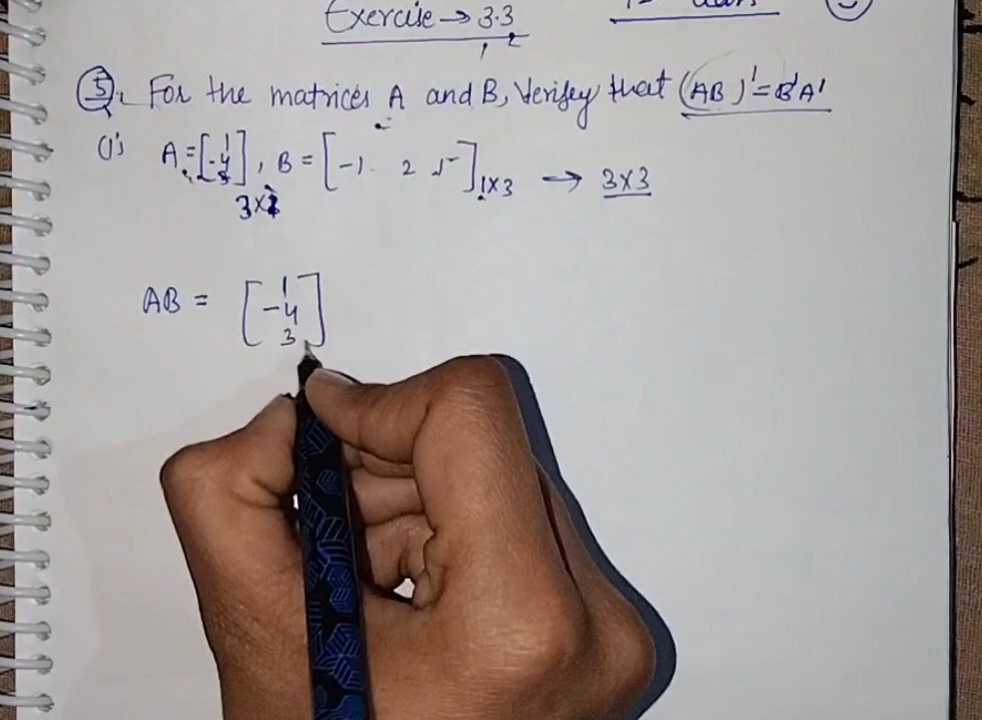 Exercise → 3.3
5. For the matrices A and B, Verify that (AB)' = B'A'
(i) A = [1 -4 3], B = [-1 2 5] 1×3 → 3×3
3×1
AB = [1 -4 3]